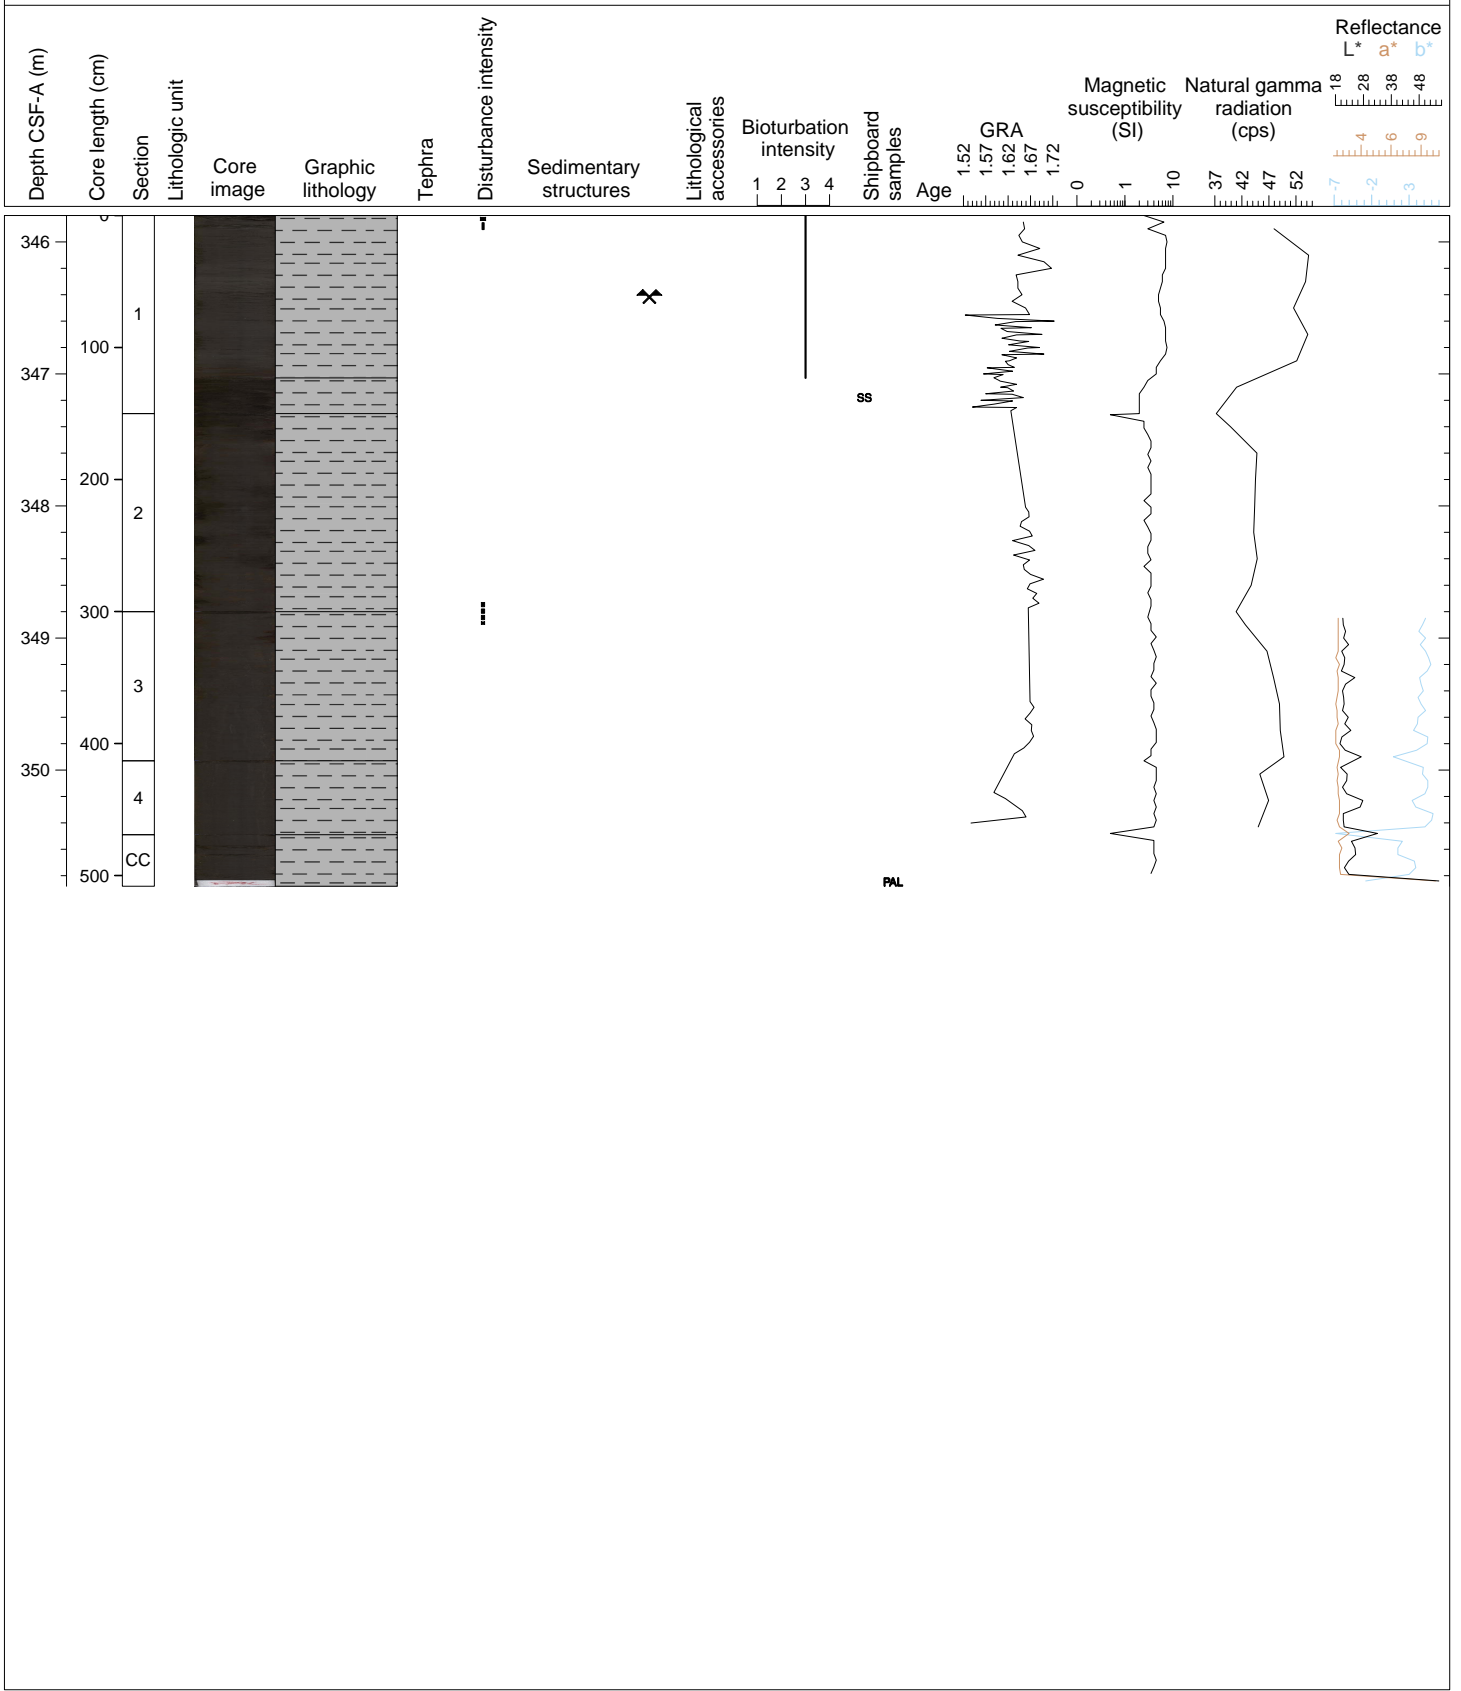 Depth CSF-A (m)
Core length (cm)
Section
Lithologic unit
Core
image
Graphic
lithology
Tephra
Disturbance intensity
Sedimentary
structures
Lithological
accessories
Bioturbation
intensity
1 2 3 4
Shipboard
samples
Age
GRA
1.52 1.57 1.62 1.67 1.72
Magnetic
susceptibility
(SI)
0 1 10
Natural gamma
radiation
(cps)
37 42 47 52
Reflectance
L* a* b*
18 28 38 48
4 6 9
-7 -2 3
0
346
1
100
347
SS
200
348
2
300
349
3
400
350
4
CC
500
PAL